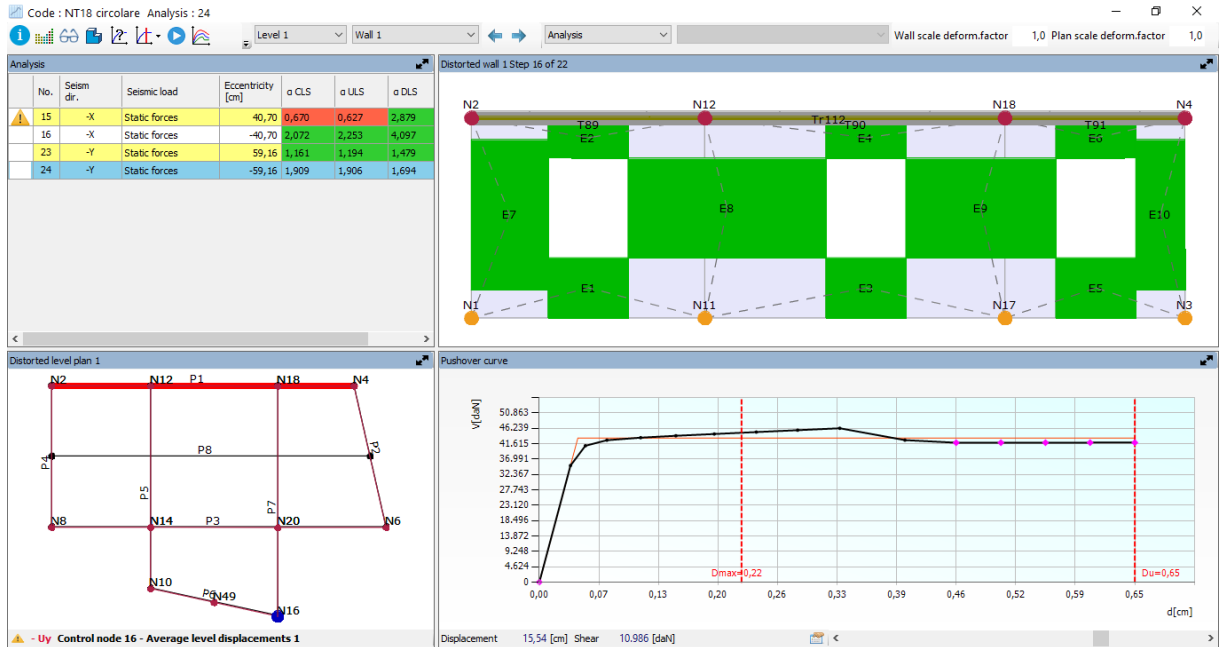 Code : NT18 circolare Analysis : 24
Level 1 Wall 1 Analysis Wall scale deform.factor 1,0 Plan scale deform.factor 1,0
Analysis
No. Seism dir. Seismic load Eccentricity [cm] α CLS α ULS α DLS
15 -X Static forces 40,70 0,670 0,627 2,879
16 -X Static forces -40,70 2,072 2,253 4,097
23 -Y Static forces 59,16 1,161 1,194 1,479
24 -Y Static forces -59,16 1,909 1,906 1,694
Distorted wall 1 Step 16 of 22
N2 N12 N18 N4
Tr112
T89 T90 T91
E2 E4 E6
E7 E8 E9 E10
E1 E3 E5
N1 N11 N17 N3
Distorted level plan 1
N2 N12 P1 N18 N4
P2
P8
P4
P5
P7
N8 N14 P3 N20 N6
N10
P6 N49
N16
- Uy Control node 16 - Average level displacements 1
Pushover curve
V[daN]
50.863
46.239
41.615
36.991
32.367
27.743
23.120
18.496
13.872
9.248
4.624
0
Dmax=0,22 Du=0,65
0,00 0,07 0,13 0,20 0,26 0,33 0,39 0,46 0,52 0,59 0,65
d[cm]
Displacement 15,54 [cm] Shear 10.986 [daN]